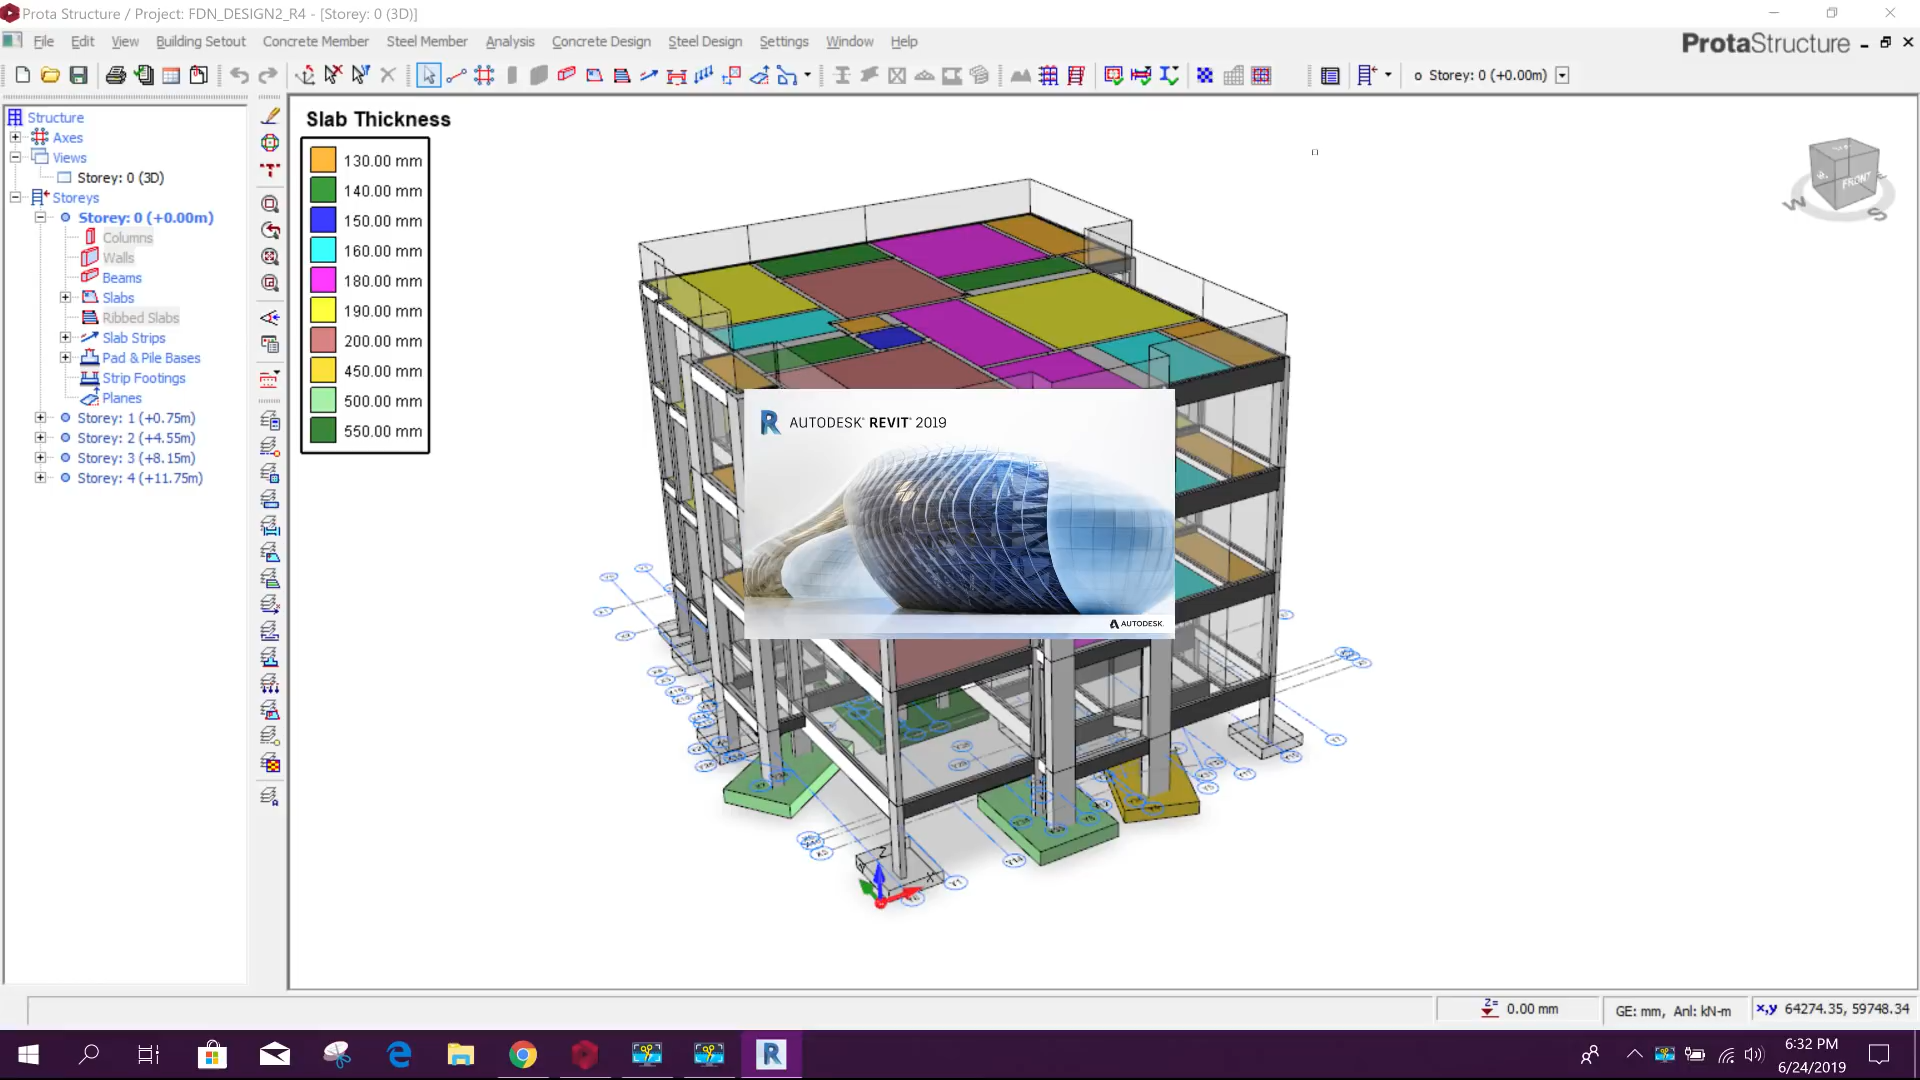 Prota Structure / Project: FDN_DESIGN2_R4 - [Storey: 0 (3D)]
File Edit View Building Setout Concrete Member Steel Member Analysis Concrete Design Steel Design Settings Window Help
ProtaStructure
Storey: 0 (+0.00m)
Structure
Axes
Views
Storey: 0 (3D)
Storeys
Storey: 0 (+0.00m)
Columns
Walls
Beams
Slabs
Ribbed Slabs
Slab Strips
Pad & Pile Bases
Strip Footings
Planes
Storey: 1 (+0.75m)
Storey: 2 (+4.55m)
Storey: 3 (+8.15m)
Storey: 4 (+11.75m)
Slab Thickness
130.00 mm
140.00 mm
150.00 mm
160.00 mm
180.00 mm
190.00 mm
200.00 mm
450.00 mm
500.00 mm
550.00 mm
FRONT
W
S
R AUTODESK® REVIT® 2019
AUTODESK.
Z
X
Y1
Z= 0.00 mm
GE: mm, Anl: kN-m
x,y 64274.35, 59748.34
6:32 PM
6/24/2019